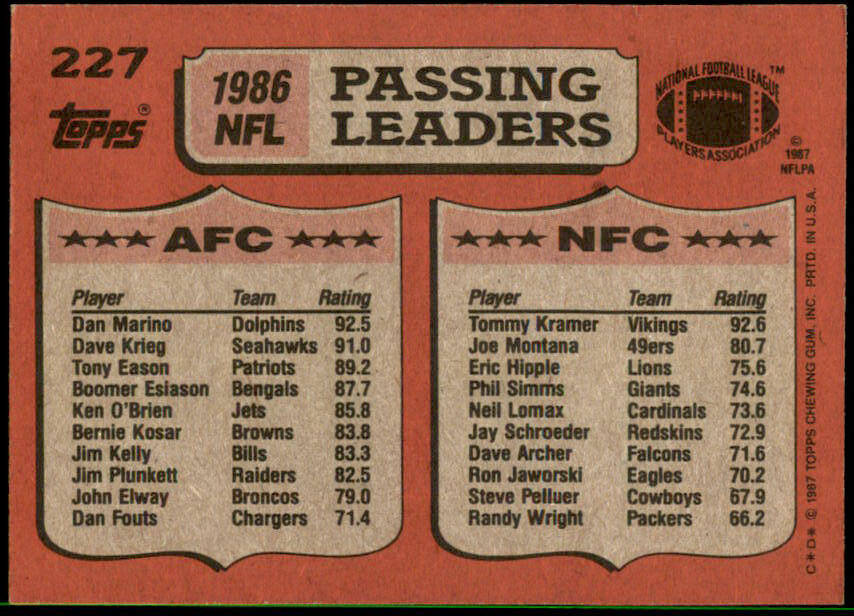 227
topps®
1986 NFL
PASSING LEADERS
NATIONAL FOOTBALL LEAGUE ™
PLAYERS ASSOCIATION
© 1987 NFLPA
★★★ AFC ★★★
Player Team Rating
Dan Marino Dolphins 92.5
Dave Krieg Seahawks 91.0
Tony Eason Patriots 89.2
Boomer Esiason Bengals 87.7
Ken O'Brien Jets 85.8
Bernie Kosar Browns 83.8
Jim Kelly Bills 83.3
Jim Plunkett Raiders 82.5
John Elway Broncos 79.0
Dan Fouts Chargers 71.4
★★★ NFC ★★★
Player Team Rating
Tommy Kramer Vikings 92.6
Joe Montana 49ers 80.7
Eric Hipple Lions 75.6
Phil Simms Giants 74.6
Neil Lomax Cardinals 73.6
Jay Schroeder Redskins 72.9
Dave Archer Falcons 71.6
Ron Jaworski Eagles 70.2
Steve Pelluer Cowboys 67.9
Randy Wright Packers 66.2
C*D* © 1987 TOPPS CHEWING GUM, INC. PRTD. IN U.S.A.